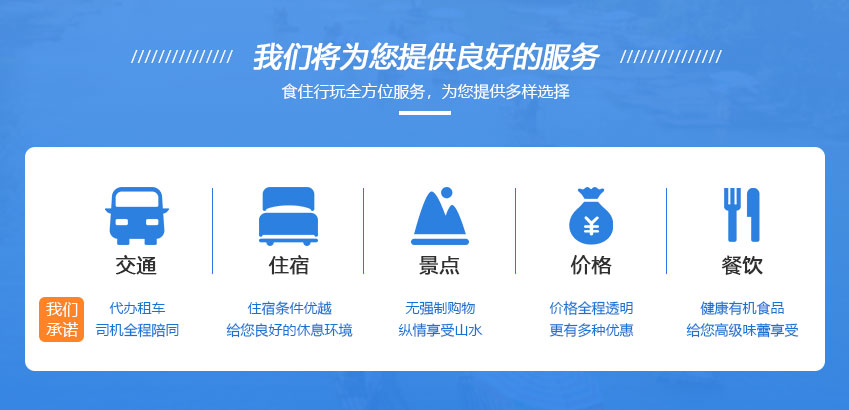 我们将为您提供良好的服务
食住行玩全方位服务，为您提供多样选择
¥
交通 住宿 景点 价格 餐饮
我们
承诺
代办租车 住宿条件优越 无强制购物 价格全程透明 健康有机食品
司机全程陪同 给您良好的休息环境 纵情享受山水 更有多种优惠 给您高级味蕾享受